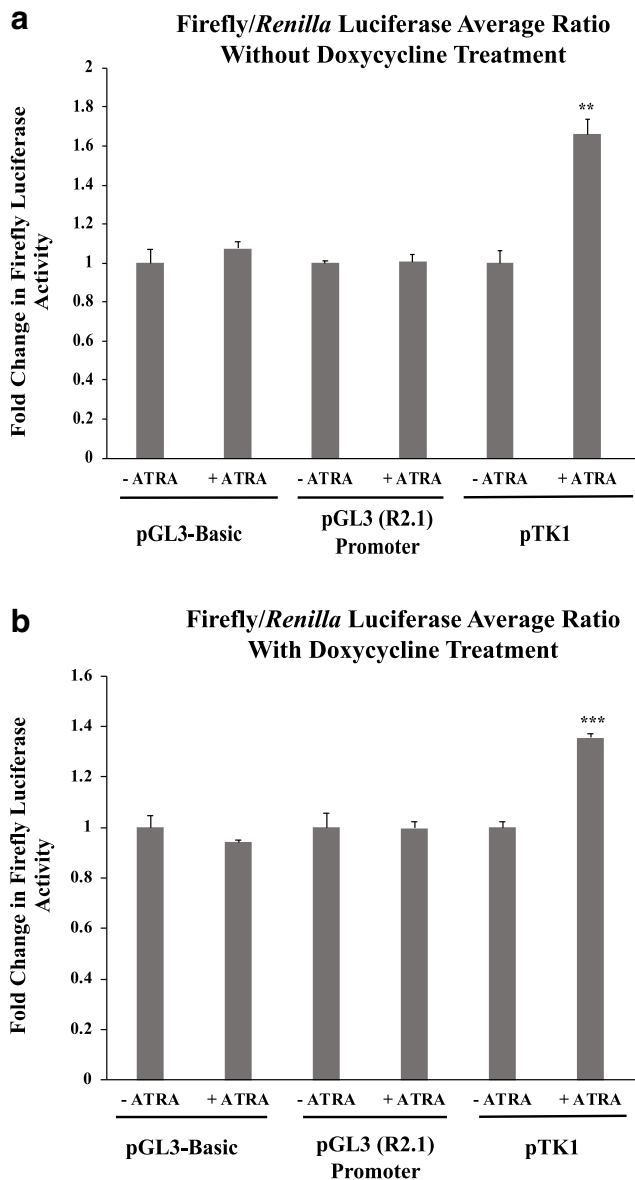 a
Firefly/Renilla Luciferase Average Ratio
Without Doxycycline Treatment
Fold Change in Firefly Luciferase
Activity
2
1.8
1.6
1.4
1.2
1
0.8
0.6
0.4
0.2
0
**
- ATRA + ATRA - ATRA + ATRA - ATRA + ATRA
pGL3-Basic pGL3 (R2.1) pTK1
Promoter
b
Firefly/Renilla Luciferase Average Ratio
With Doxycycline Treatment
Fold Change in Firefly Luciferase
Activity
1.6
1.4
1.2
1
0.8
0.6
0.4
0.2
0
***
- ATRA + ATRA - ATRA + ATRA - ATRA + ATRA
pGL3-Basic pGL3 (R2.1) pTK1
Promoter